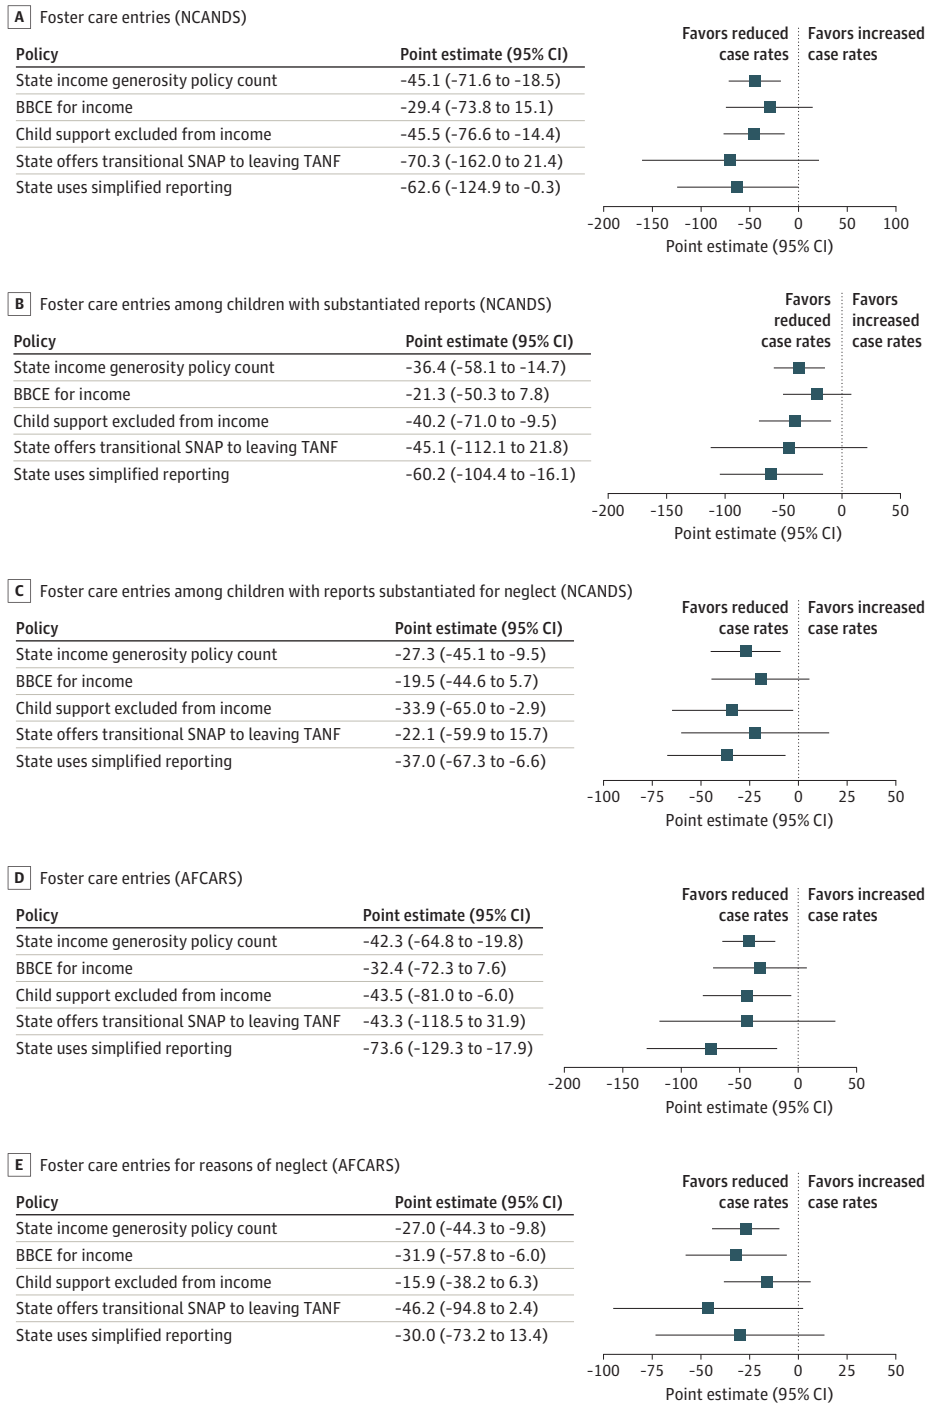 A Foster care entries (NCANDS)
Favors reduced case rates
Favors increased case rates
Policy Point estimate (95% CI)
State income generosity policy count -45.1 (-71.6 to -18.5)
BBCE for income -29.4 (-73.8 to 15.1)
Child support excluded from income -45.5 (-76.6 to -14.4)
State offers transitional SNAP to leaving TANF -70.3 (-162.0 to 21.4)
State uses simplified reporting -62.6 (-124.9 to -0.3)
-200 -150 -100 -50 0 50 100
Point estimate (95% CI)
B Foster care entries among children with substantiated reports (NCANDS)
Favors reduced case rates
Favors increased case rates
Policy Point estimate (95% CI)
State income generosity policy count -36.4 (-58.1 to -14.7)
BBCE for income -21.3 (-50.3 to 7.8)
Child support excluded from income -40.2 (-71.0 to -9.5)
State offers transitional SNAP to leaving TANF -45.1 (-112.1 to 21.8)
State uses simplified reporting -60.2 (-104.4 to -16.1)
-200 -150 -100 -50 0 50
Point estimate (95% CI)
C Foster care entries among children with reports substantiated for neglect (NCANDS)
Favors reduced case rates
Favors increased case rates
Policy Point estimate (95% CI)
State income generosity policy count -27.3 (-45.1 to -9.5)
BBCE for income -19.5 (-44.6 to 5.7)
Child support excluded from income -33.9 (-65.0 to -2.9)
State offers transitional SNAP to leaving TANF -22.1 (-59.9 to 15.7)
State uses simplified reporting -37.0 (-67.3 to -6.6)
-100 -75 -50 -25 0 25 50
Point estimate (95% CI)
D Foster care entries (AFCARS)
Favors reduced case rates
Favors increased case rates
Policy Point estimate (95% CI)
State income generosity policy count -42.3 (-64.8 to -19.8)
BBCE for income -32.4 (-72.3 to 7.6)
Child support excluded from income -43.5 (-81.0 to -6.0)
State offers transitional SNAP to leaving TANF -43.3 (-118.5 to 31.9)
State uses simplified reporting -73.6 (-129.3 to -17.9)
-200 -150 -100 -50 0 50
Point estimate (95% CI)
E Foster care entries for reasons of neglect (AFCARS)
Favors reduced case rates
Favors increased case rates
Policy Point estimate (95% CI)
State income generosity policy count -27.0 (-44.3 to -9.8)
BBCE for income -31.9 (-57.8 to -6.0)
Child support excluded from income -15.9 (-38.2 to 6.3)
State offers transitional SNAP to leaving TANF -46.2 (-94.8 to 2.4)
State uses simplified reporting -30.0 (-73.2 to 13.4)
-100 -75 -50 -25 0 25 50
Point estimate (95% CI)